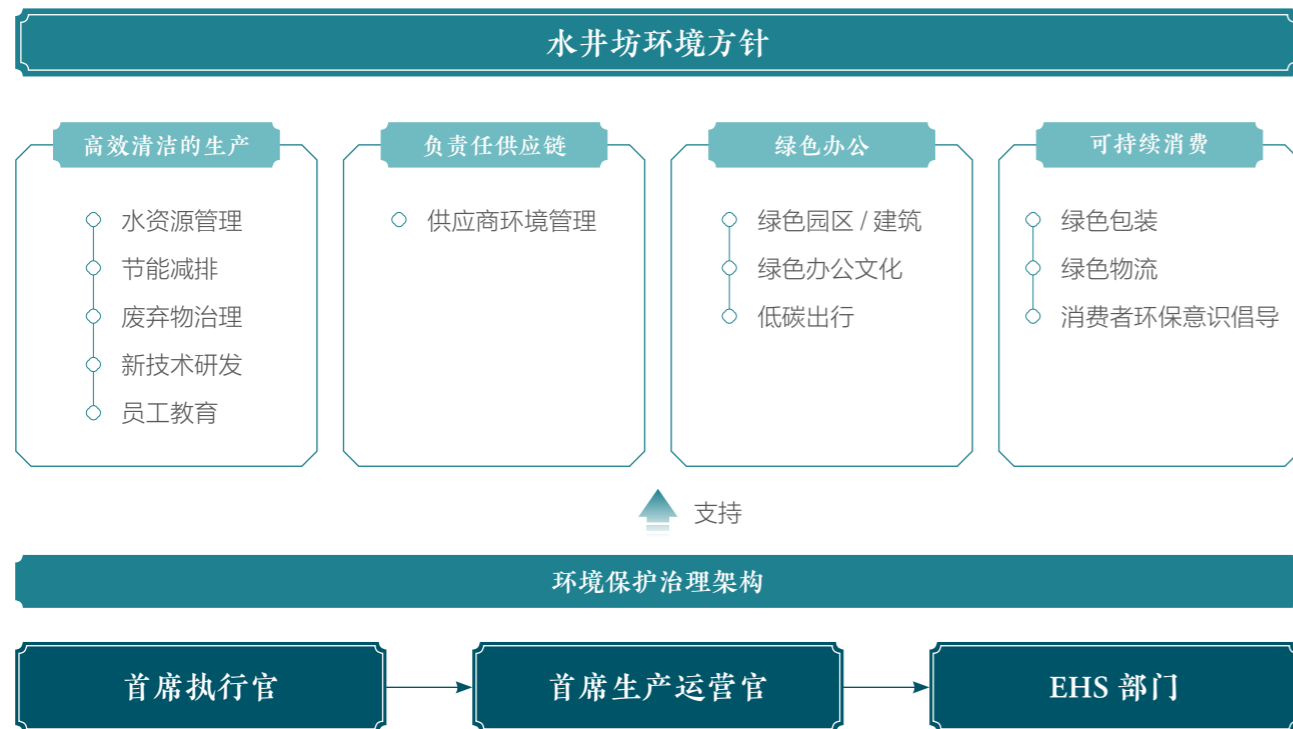 水井坊环境方针
高效清洁的生产
水资源管理
节能减排
废弃物治理
新技术研发
员工教育
负责任供应链
供应商环境管理
绿色办公
绿色园区 / 建筑
绿色办公文化
低碳出行
可持续消费
绿色包装
绿色物流
消费者环保意识倡导
支持
环境保护治理架构
首席执行官
首席生产运营官
EHS 部门